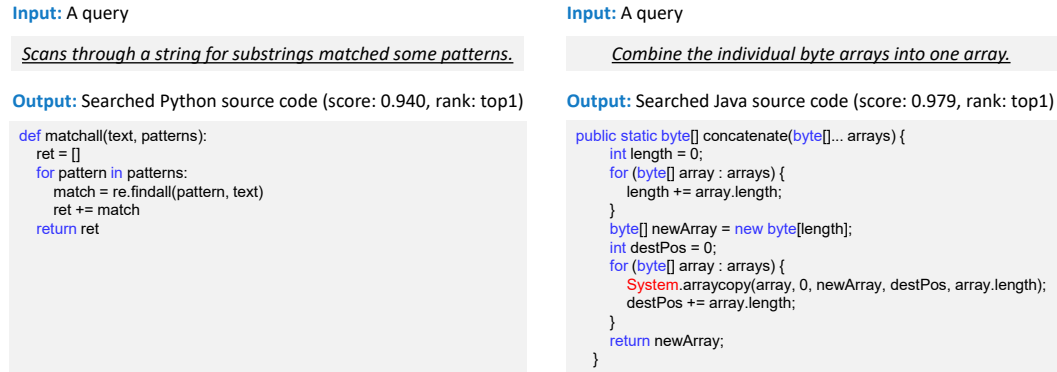 Input: A query
Scans through a string for substrings matched some patterns.
Output: Searched Python source code (score: 0.940, rank: top1)
def matchall(text, patterns):
    ret = []
    for pattern in patterns:
        match = re.findall(pattern, text)
        ret += match
    return ret
Input: A query
Combine the individual byte arrays into one array.
Output: Searched Java source code (score: 0.979, rank: top1)
public static byte[] concatenate(byte[]... arrays) {
    int length = 0;
    for (byte[] array : arrays) {
        length += array.length;
    }
    byte[] newArray = new byte[length];
    int destPos = 0;
    for (byte[] array : arrays) {
        System.arraycopy(array, 0, newArray, destPos, array.length);
        destPos += array.length;
    }
    return newArray;
}